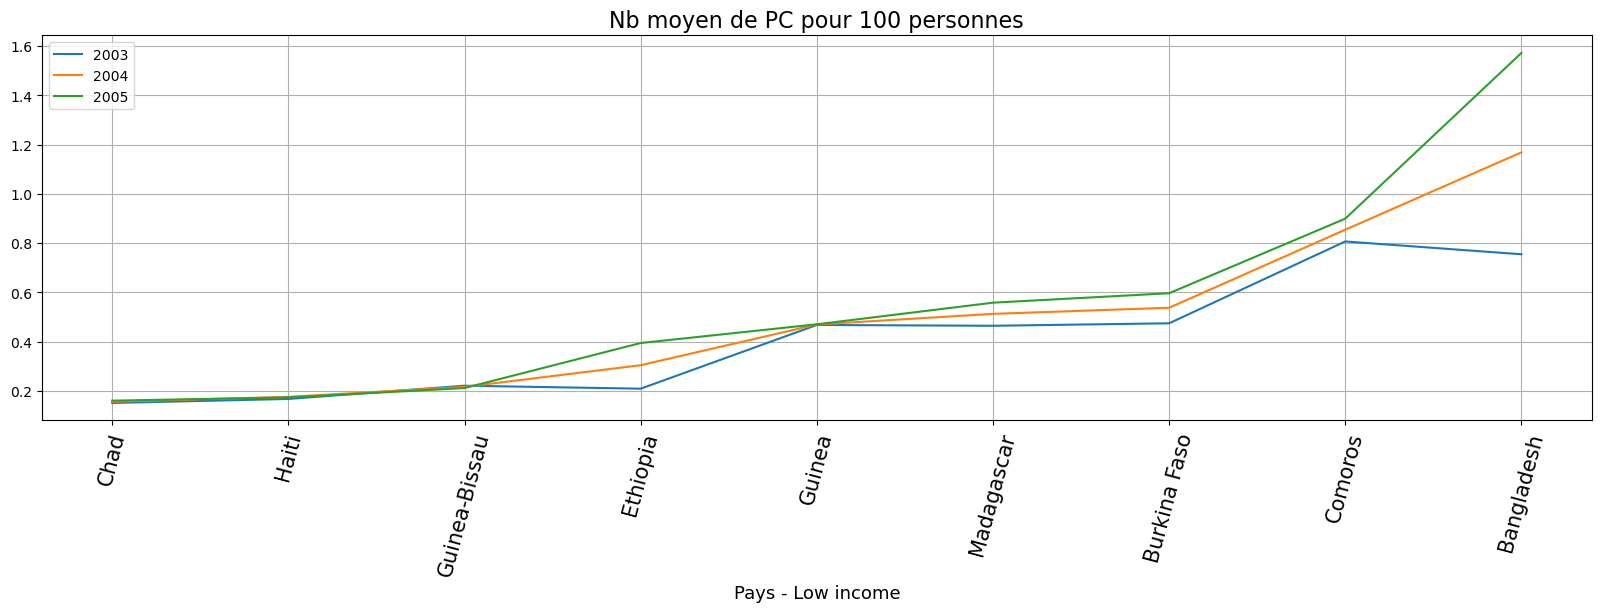 Nb moyen de PC pour 100 personnes
1.6
1.4
1.2
1.0
0.8
0.6
0.4
0.2
2003
2004
2005
Chad
Haiti
Guinea-Bissau
Ethiopia
Guinea
Madagascar
Burkina Faso
Comoros
Bangladesh
Pays - Low income